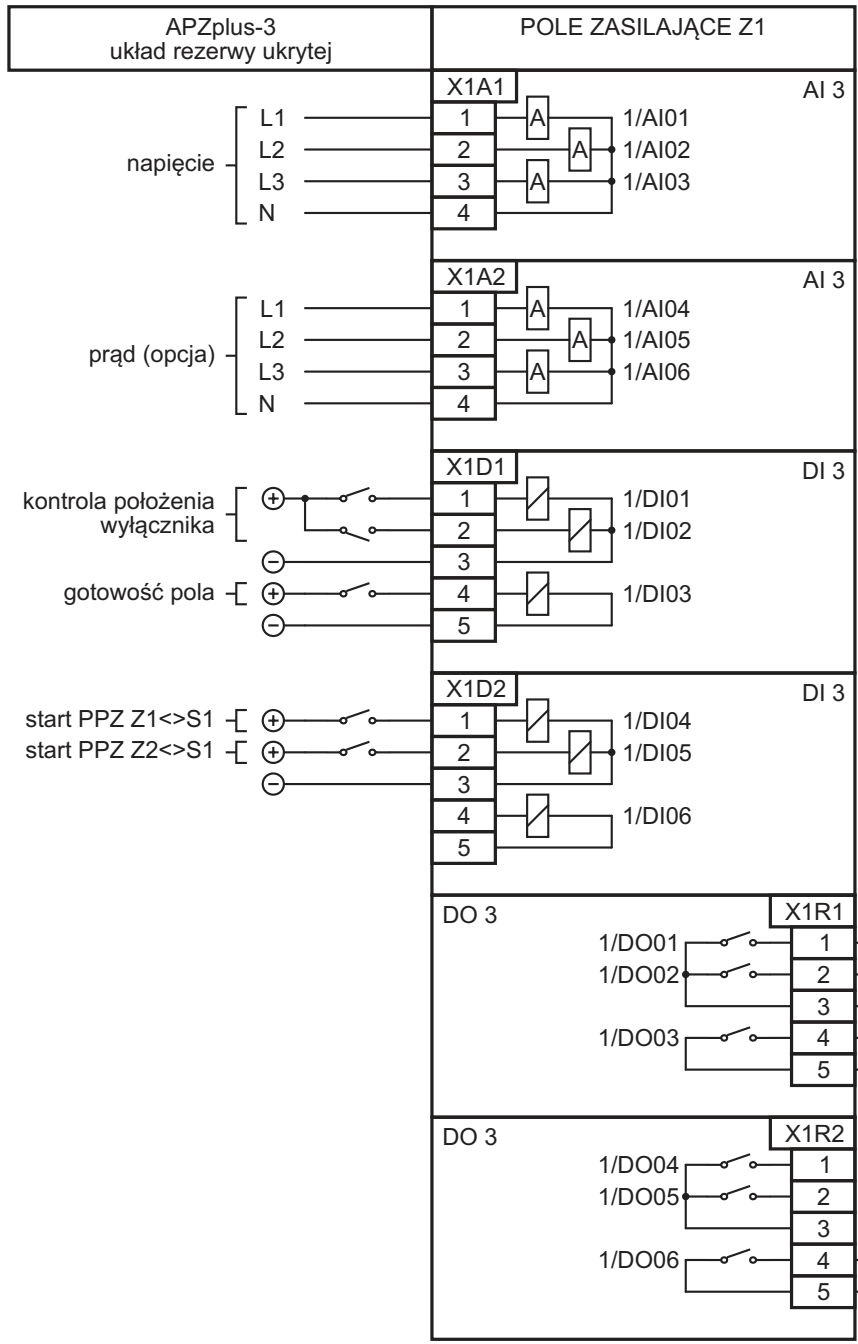 APZplus-3
układ rezerwy ukrytej
POLE ZASILAJĄCE Z1
X1A1
AI 3
napięcie
L1
1
A
1/AI01
L2
2
A
1/AI02
L3
3
A
1/AI03
N
4
X1A2
AI 3
prąd (opcja)
L1
1
A
1/AI04
L2
2
A
1/AI05
L3
3
A
1/AI06
N
4
X1D1
DI 3
kontrola położenia
wyłącznika
+
1
1/DI01
2
1/DI02
−
3
gotowość pola
+
4
1/DI03
−
5
X1D2
DI 3
start PPZ Z1<>S1
+
1
1/DI04
start PPZ Z2<>S1
+
2
1/DI05
−
3
4
1/DI06
5
DO 3
X1R1
1/DO01
1
1/DO02
2
3
1/DO03
4
5
DO 3
X1R2
1/DO04
1
1/DO05
2
3
1/DO06
4
5